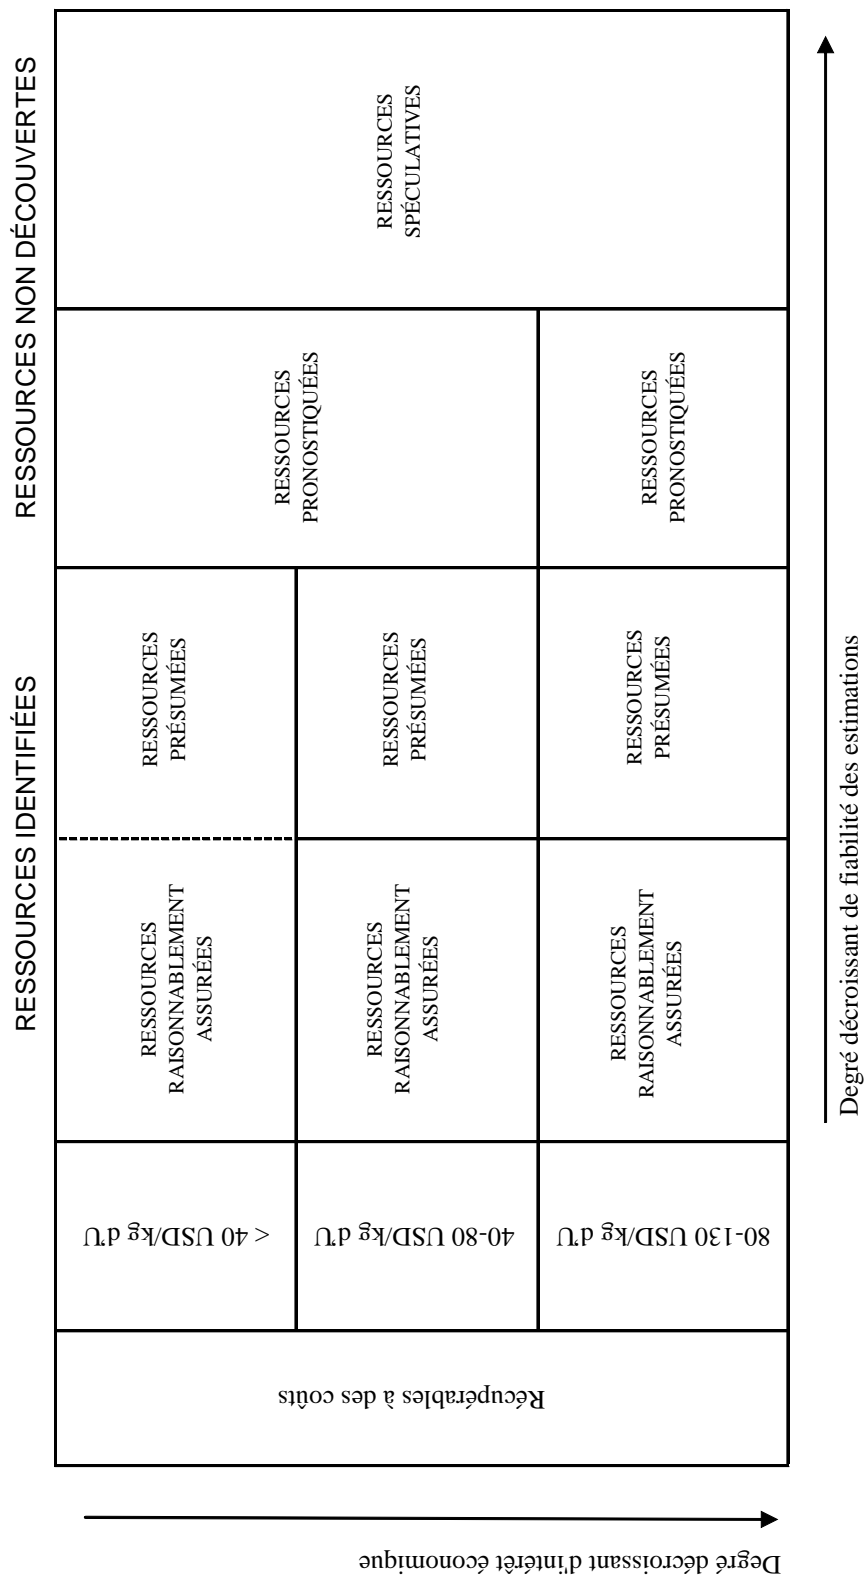 RESSOURCES IDENTIFIÉES
RESSOURCES NON DÉCOUVERTES
Récupérables à des coûts
< 40 USD/kg d'U
RESSOURCES
RAISONNABLEMENT
ASSURÉES
RESSOURCES
PRÉSUMÉES
RESSOURCES
PRONOSTIQUÉES
RESSOURCES
SPÉCULATIVES
40-80 USD/kg d'U
RESSOURCES
RAISONNABLEMENT
ASSURÉES
RESSOURCES
PRÉSUMÉES
80-130 USD/kg d'U
RESSOURCES
RAISONNABLEMENT
ASSURÉES
RESSOURCES
PRÉSUMÉES
RESSOURCES
PRONOSTIQUÉES
Degré décroissant d'intérêt économique
Degré décroissant de fiabilité des estimations